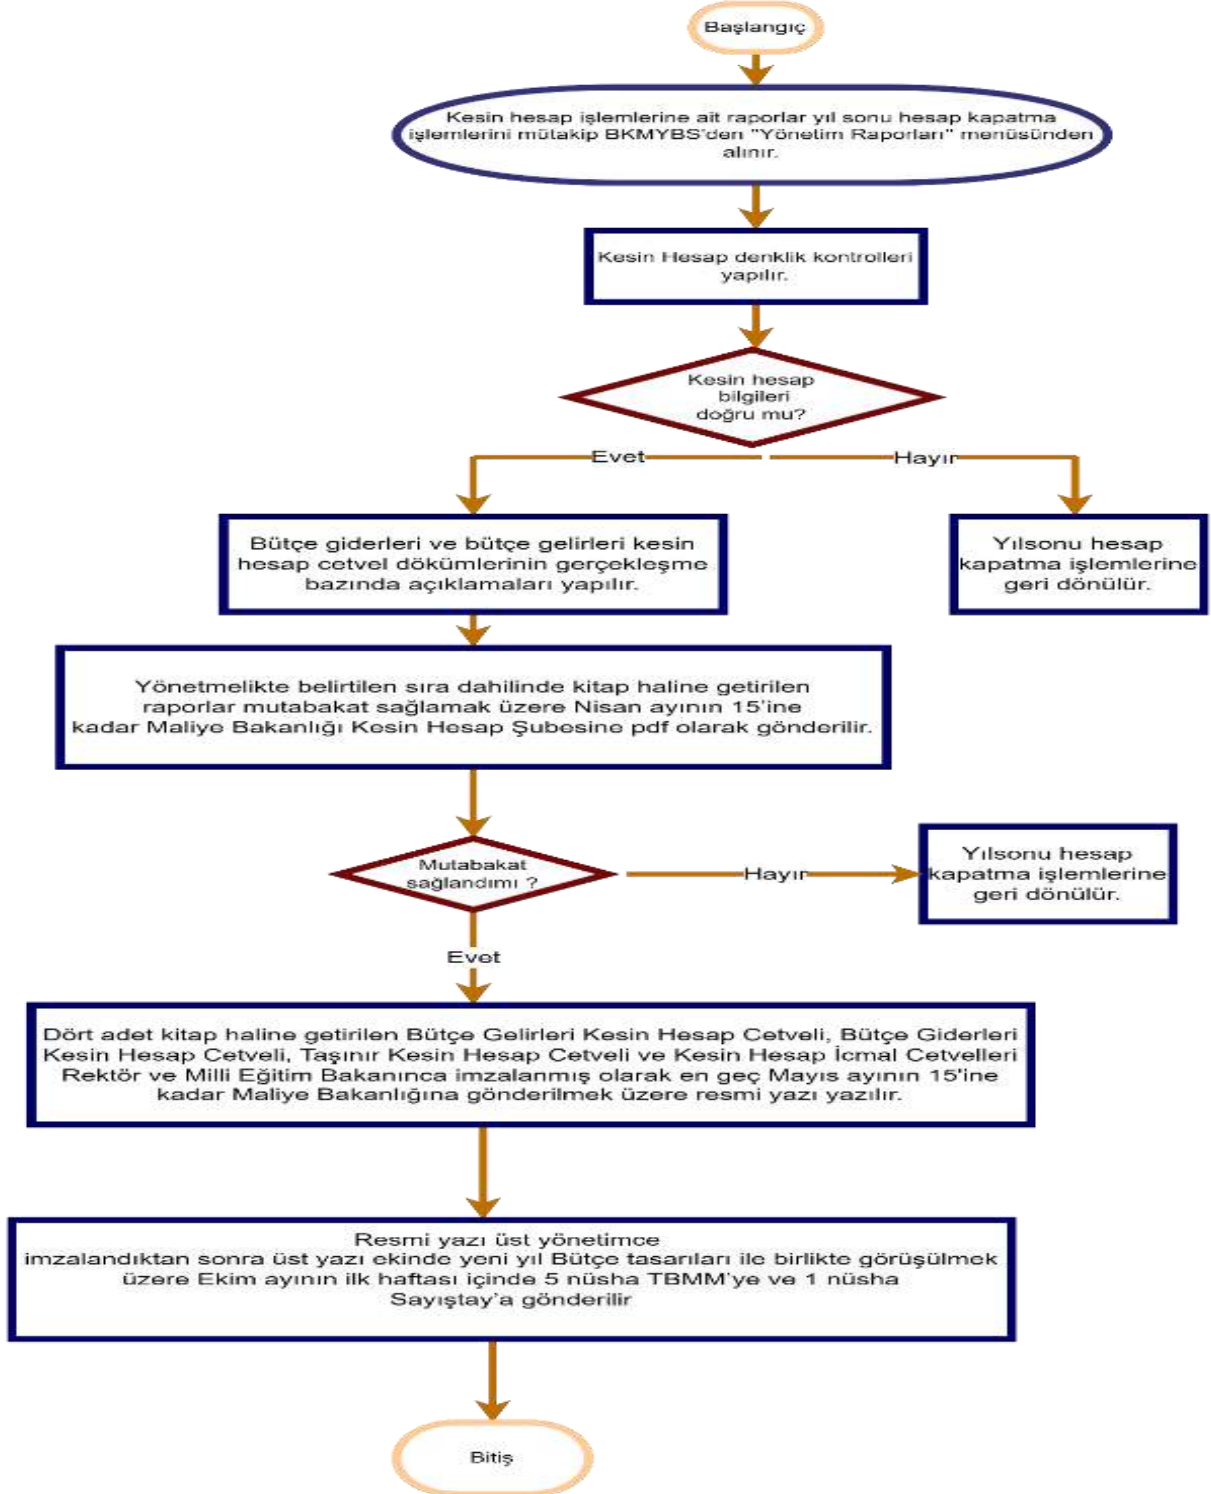 Başlangıç
Kesin hesap işlemlerine ait raporlar yıl sonu hesap kapatma
işlemlerini mütakip BKMYBS'den "Yönetim Raporları" menüsünden
alınır.
Kesin Hesap denklik kontrolleri
yapılır.
Kesin hesap
bilgileri
doğru mu?
Evet
Hayır
Bütçe giderleri ve bütçe gelirleri kesin
hesap cetvel dökümlerinin gerçekleşme
bazında açıklamaları yapılır.
Yılsonu hesap
kapatma işlemlerine
geri dönülür.
Yönetmelikte belirtilen sıra dahilinde kitap haline getirilen
raporlar mutabakat sağlamak üzere Nisan ayının 15'ine
kadar Maliye Bakanlığı Kesin Hesap Şubesine pdf olarak gönderilir.
Mutabakat
sağlandımı ?
Hayır
Yılsonu hesap
kapatma işlemlerine
geri dönülür.
Evet
Dört adet kitap haline getirilen Bütçe Gelirleri Kesin Hesap Cetveli, Bütçe Giderleri
Kesin Hesap Cetveli, Taşınır Kesin Hesap Cetveli ve Kesin Hesap İcmal Cetvelleri
Rektör ve Milli Eğitim Bakanınca imzalanmış olarak en geç Mayıs ayının 15'ine
kadar Maliye Bakanlığına gönderilmek üzere resmi yazı yazılır.
Resmi yazı üst yönetimce
imzalandıktan sonra üst yazı ekinde yeni yıl Bütçe tasarıları ile birlikte görüşülmek
üzere Ekim ayının ilk haftası içinde 5 nüsha TBMM'ye ve 1 nüsha
Sayıştay'a gönderilir
Bitiş